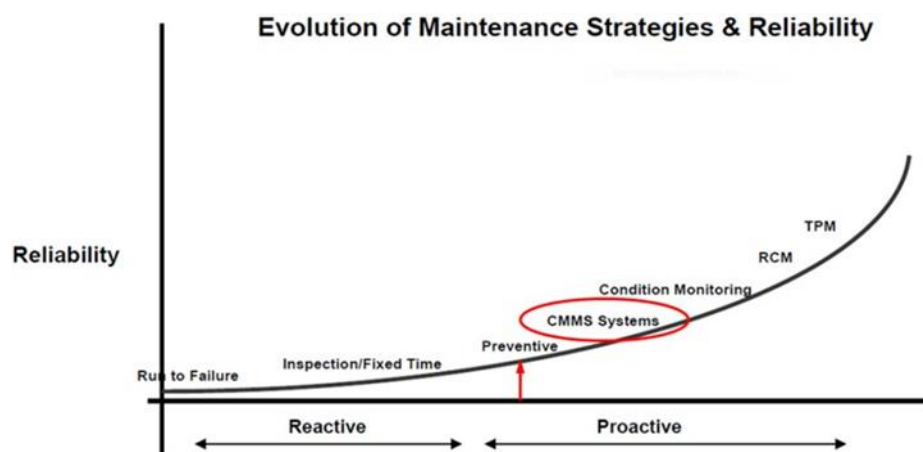 Evolution of Maintenance Strategies & Reliability
TPM
Reliability
RCM
Condition Monitoring
CMMS Systems
Preventive
Inspection/Fixed Time
Run to Failure
Reactive
Proactive